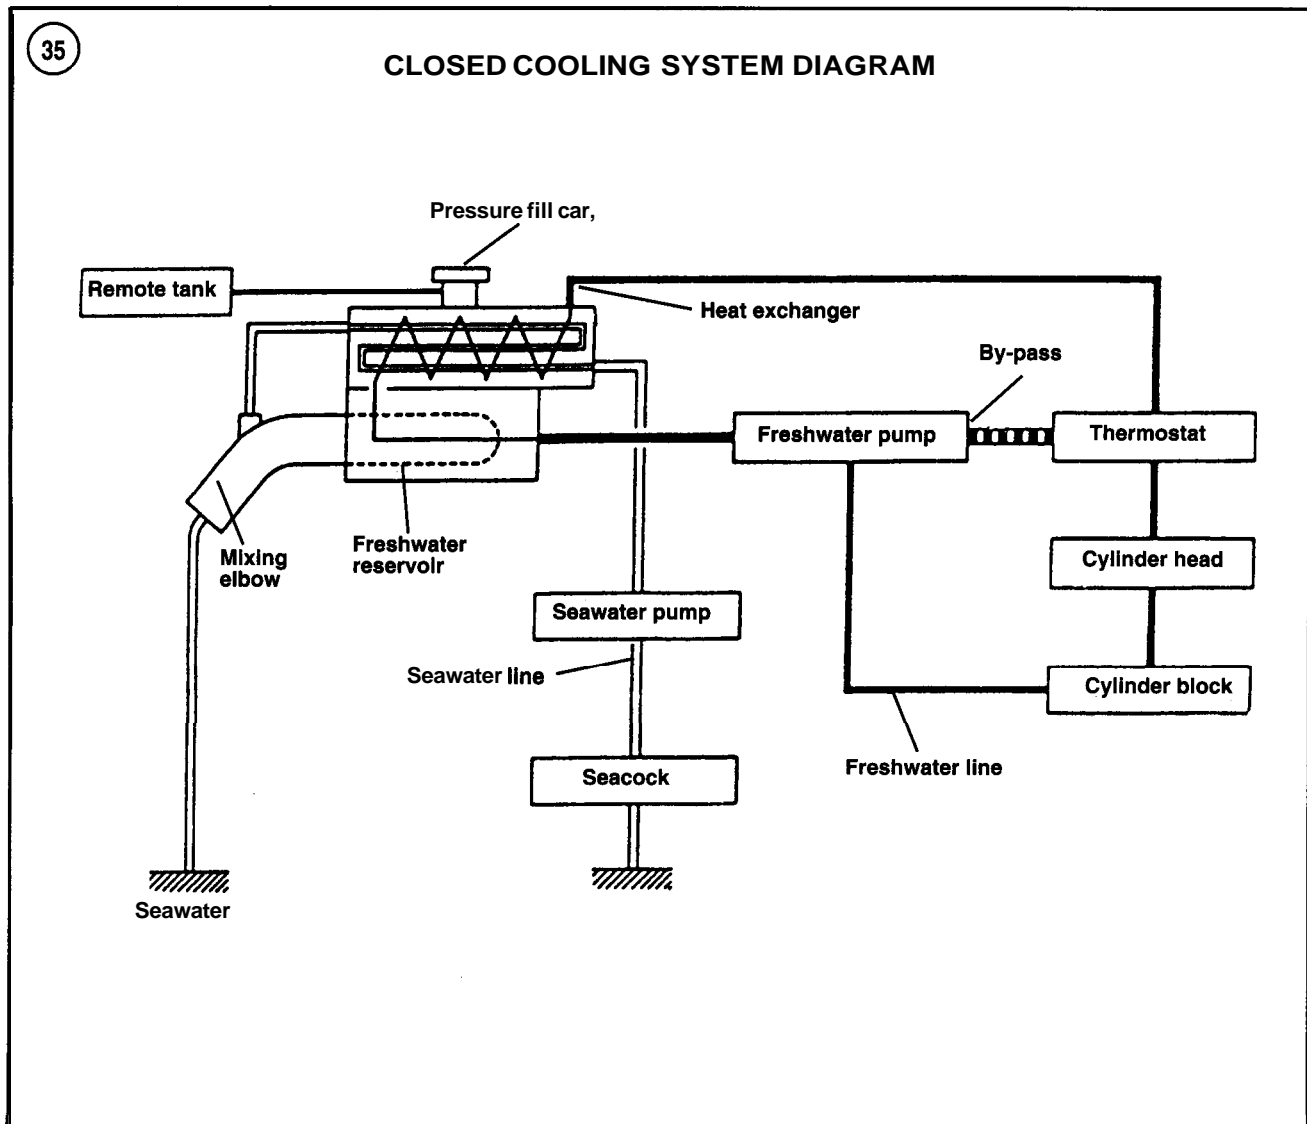 35
CLOSED COOLING SYSTEM DIAGRAM
Pressure fill car,
Remote tank
Heat exchanger
By-pass
Freshwater pump
Thermostat
Mixing
elbow
Freshwater
reservoir
Cylinder head
Seawater pump
Seawater line
Cylinder block
Freshwater line
Seacock
Seawater